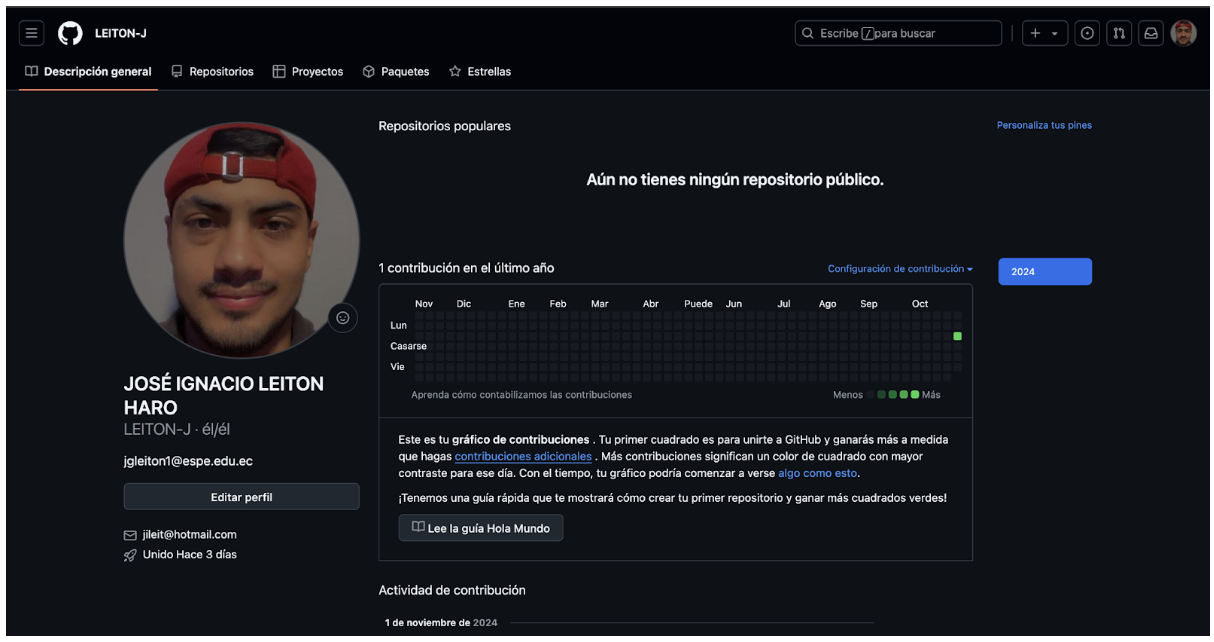 LEITON-J
Escribe / para buscar
Descripción general
Repositorios
Proyectos
Paquetes
Estrellas
Repositorios populares
Personaliza tus pines
Aún no tienes ningún repositorio público.
1 contribución en el último año
Configuración de contribución
2024
Nov Dic Ene Feb Mar Abr Puede Jun Jul Ago Sep Oct
Lun
Casarse
Vie
Aprenda cómo contabilizamos las contribuciones
Menos Más
Este es tu gráfico de contribuciones . Tu primer cuadrado es para unirte a GitHub y ganarás más a medida
que hagas contribuciones adicionales . Más contribuciones significan un color de cuadrado con mayor
contraste para ese día. Con el tiempo, tu gráfico podría comenzar a verse algo como esto.
¡Tenemos una guía rápida que te mostrará cómo crear tu primer repositorio y ganar más cuadrados verdes!
Lee la guía Hola Mundo
JOSÉ IGNACIO LEITON
HARO
LEITON-J · él/él
jgleiton1@espe.edu.ec
Editar perfil
jileit@hotmail.com
Unido Hace 3 días
Actividad de contribución
1 de noviembre de 2024